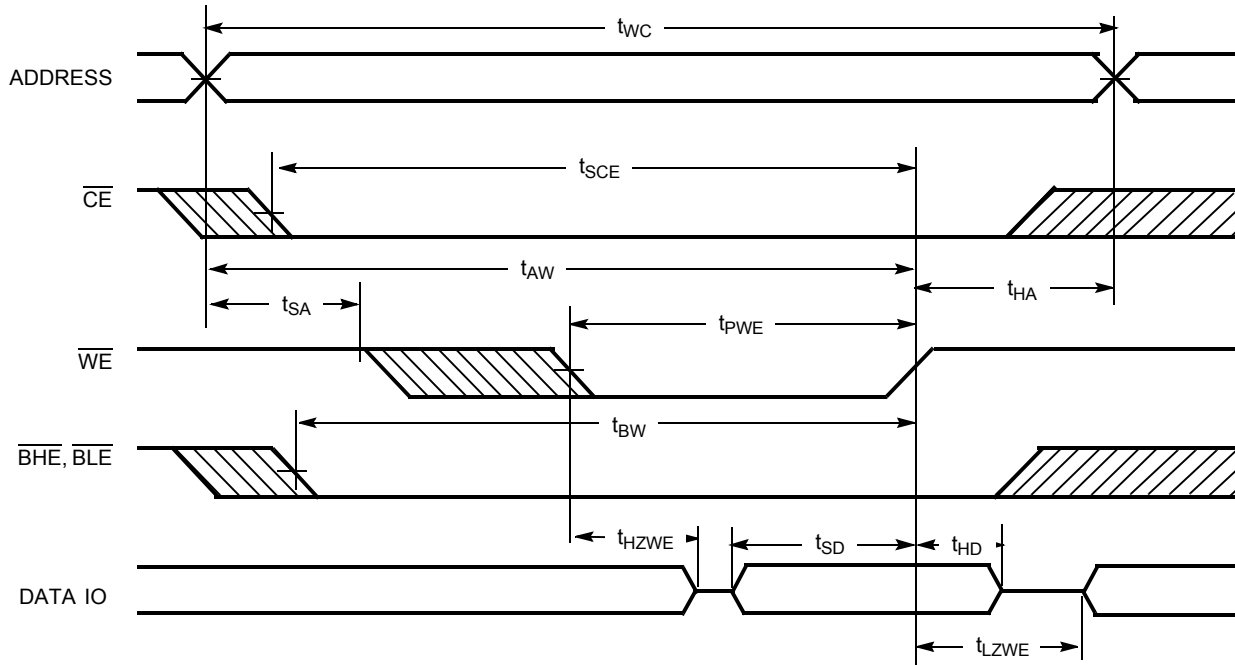 tWC
ADDRESS
tSCE
CE
tAW
tSA
tHA
tPWE
WE
tBW
BHE, BLE
tHZWE
tSD
tHD
DATA IO
tLZWE